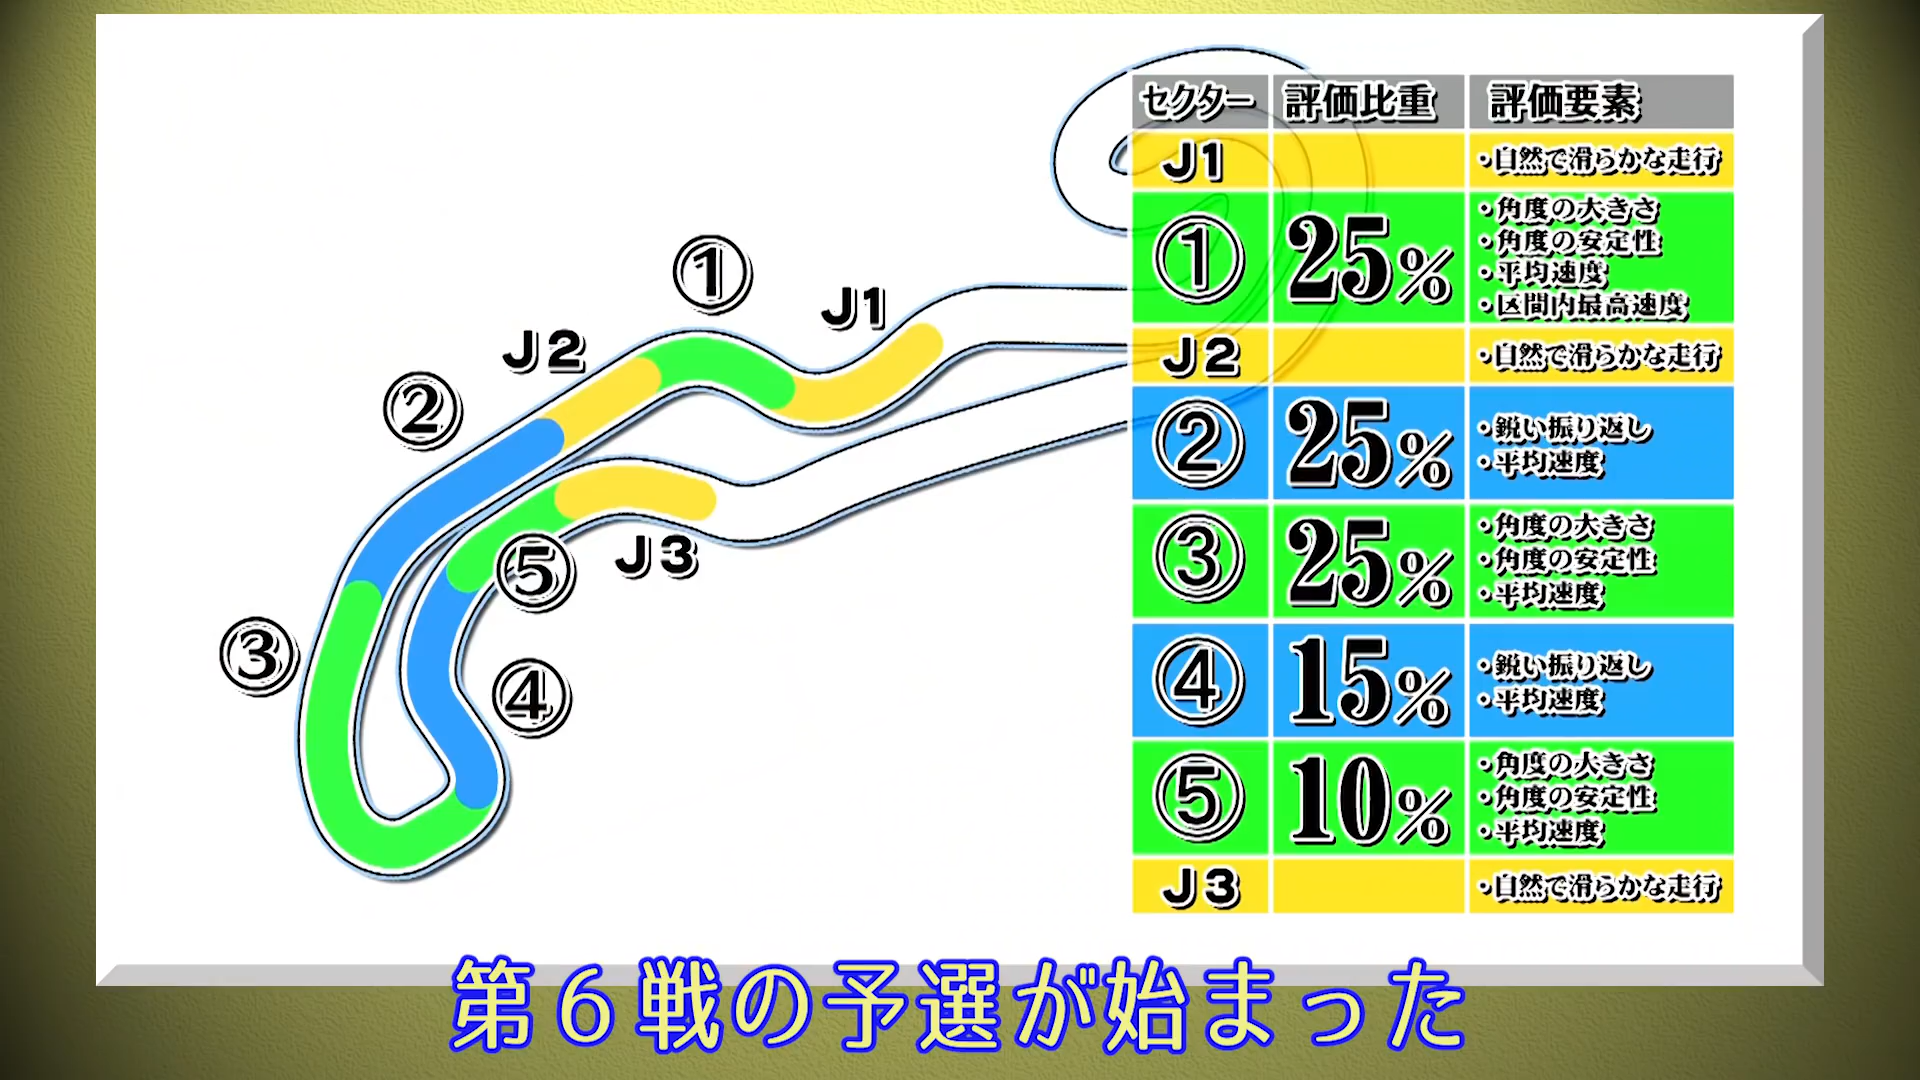 ①
J1
J2
②
⑤
J3
③
④
セクター 評価比重 評価要素
J1 ・自然で滑らかな走行
① 25% ・角度の大きさ
・角度の安定性
・平均速度
・区間内最高速度
J2 ・自然で滑らかな走行
② 25% ・鋭い振り返し
・平均速度
③ 25% ・角度の大きさ
・角度の安定性
・平均速度
④ 15% ・鋭い振り返し
・平均速度
⑤ 10% ・角度の大きさ
・角度の安定性
・平均速度
J3 ・自然で滑らかな走行
第6戦の予選が始まった